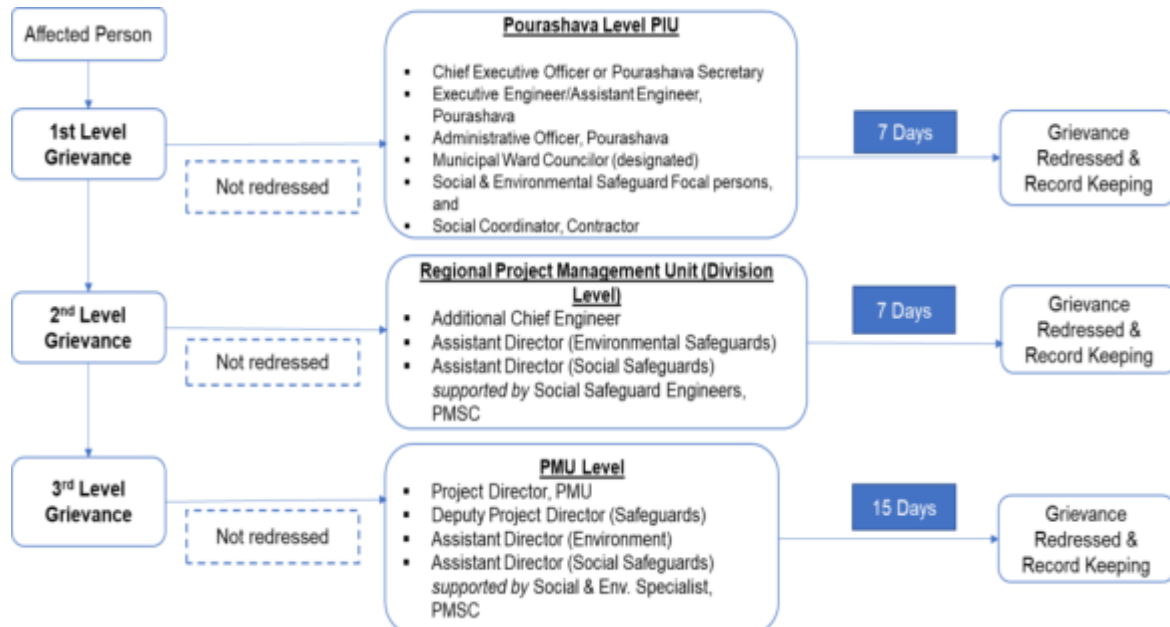 Affected Person
1st Level
Grievance
Not redressed
Pourashava Level PIU
▪ Chief Executive Officer or Pourashava Secretary
▪ Executive Engineer/Assistant Engineer,
Pourashava
▪ Administrative Officer, Pourashava
▪ Municipal Ward Councilor (designated)
▪ Social & Environmental Safeguard Focal persons,
and
▪ Social Coordinator, Contractor
7 Days
Grievance
Redressed &
Record Keeping
2nd Level
Grievance
Not redressed
Regional Project Management Unit (Division
Level)
▪ Additional Chief Engineer
▪ Assistant Director (Environmental Safeguards)
▪ Assistant Director (Social Safeguards)
supported by Social Safeguard Engineers,
PMSC
7 Days
Grievance
Redressed &
Record Keeping
3rd Level
Grievance
Not redressed
PMU Level
▪ Project Director, PMU
▪ Deputy Project Director (Safeguards)
▪ Assistant Director (Environment)
▪ Assistant Director (Social Safeguards)
supported by Social & Env. Specialist,
PMSC
15 Days
Grievance
Redressed &
Record Keeping